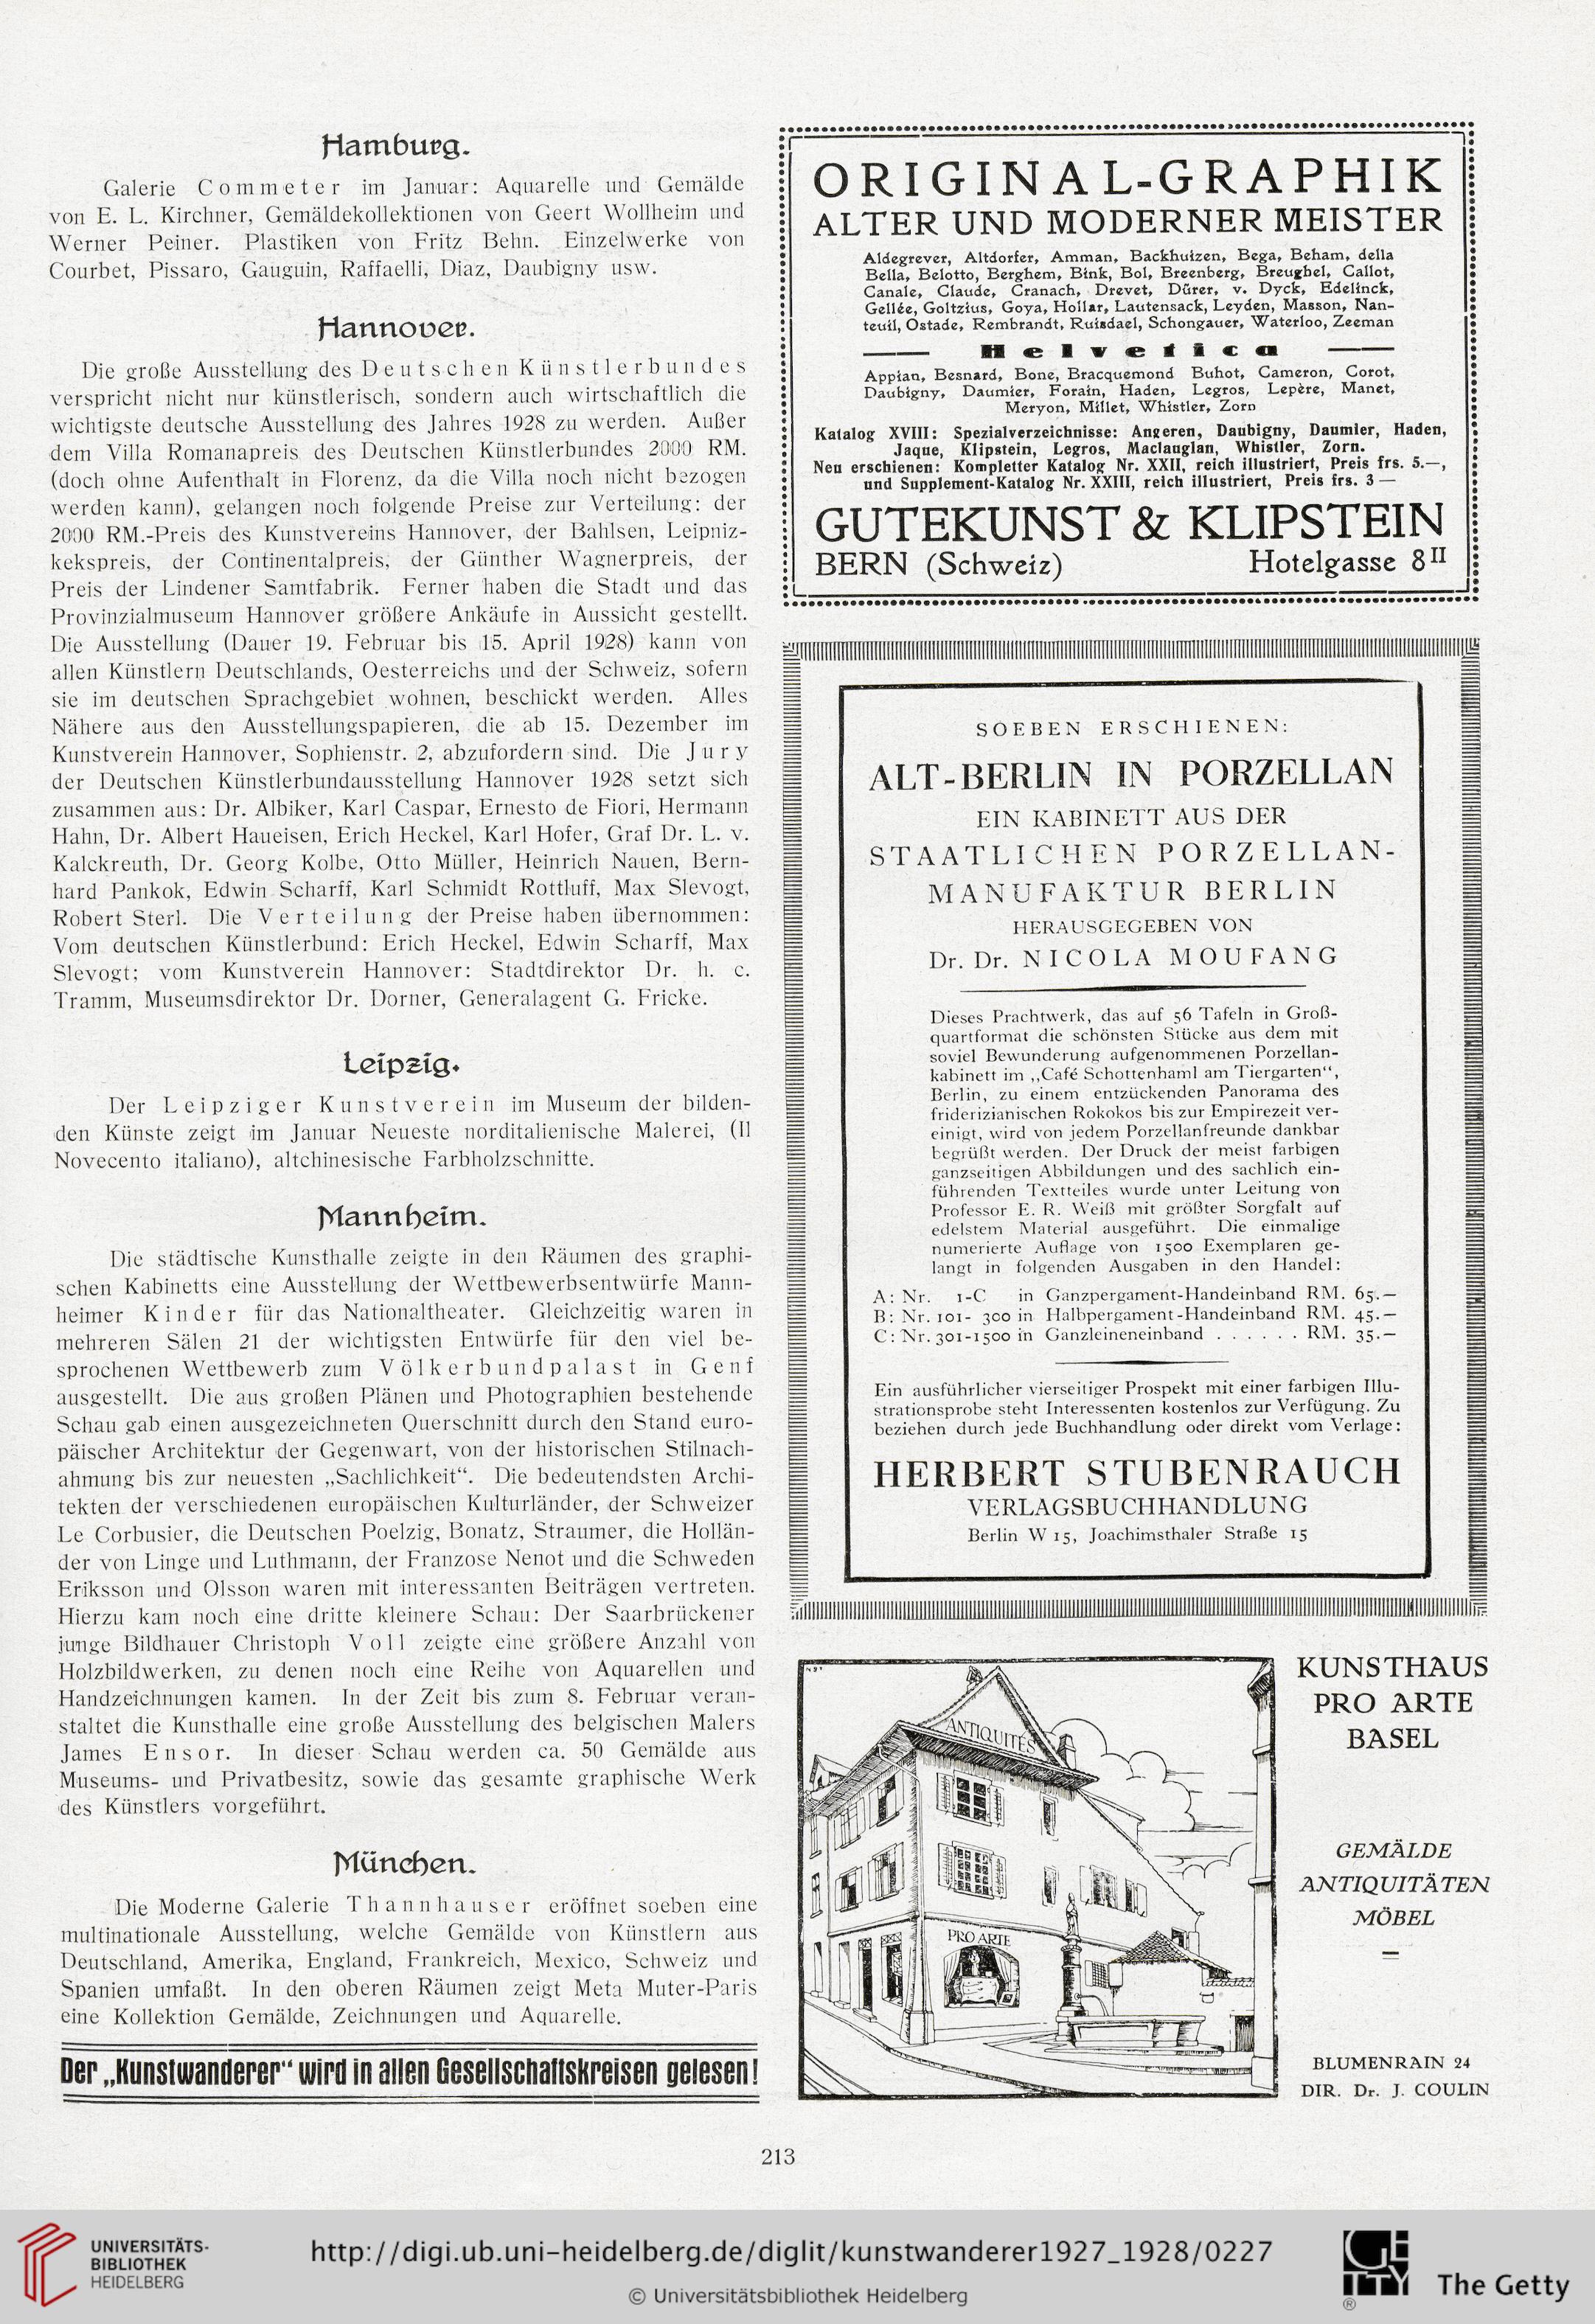 Hamburg.
Galerie Commeter im Januar: Aquarelle und Gemälde
von E. L. Kirchner, Gemäldekollektionen von Geert Wollheim und
Werner Peiner. Plastiken von Fritz Behn. Einzelwerke von
Courbet, Pissaro, Gauguin, Raffaelli, Diaz, Daubigny usw.
Hannover.
Die große Ausstellung des Deutschen Künstlerbundes
verspricht nicht nur künstlerisch, sondern auch wirtschaftlich die
wichtigste deutsche Ausstellung des Jahres 1928 zu werden. Außer
dem Villa Romanapreis des Deutschen Künstlerbundes 2000 RM.
(doch ohne Aufenthalt in Florenz, da die Villa noch nicht bezogen
werden kann), gelangen noch folgende Preise zur Verteilung: der
2000 RM.-Preis des Kunstvereins Hannover, der Bahlsen, Leipniz-
kekspreis, der Continentalpreis, der Günther Wagnerpreis, der
Preis der Lindener Samtfabrik. Ferner haben die Stadt und das
Provinzialmuseum Hannover größere Ankäufe in Aussicht gestellt.
Die Ausstellung (Dauer 19. Februar bis 15. April 1928) kann von
allen Künstlern Deutschlands, Oesterreichs und der Schweiz, sofern
sie im deutschen Sprachgebiet wohnen, beschickt werden. Alles
Nähere aus den Ausstellungspapieren, die ab 15. Dezember im
Kunstverein Hannover, Sophienstr. 2, abzufordern sind. Die Jury
der Deutschen Künstlerbundausstellung Hannover 1928 setzt sich
zusammen aus: Dr. Albiker, Karl Caspar, Ernesto de Fiori, Hermann
Hahn, Dr. Albert Haueisen, Erich Heckel, Karl Hofer, Graf Dr. L. v.
Kalckreuth, Dr. Georg Kolbe, Otto Müller, Heinrich Nauen, Bern-
hard Pankok, Edwin Scharff, Karl Schmidt Rottluff, Max Slevogt,
Robert Sterl. Die Verteilung der Preise haben übernommen:
Vom deutschen Künstlerbund: Erich Heckel, Edwin Scharff, Max
Slevogt; vom Kunstverein Hannover: Stadtdirektor Dr. h. c.
Tramm, Museumsdirektor Dr. Dorner, Generalagent G. Fricke.
Leipzig.
Der Leipziger Kunstverein im Museum der bilden-
den Künste zeigt im Januar Neueste norditalienische Malerei, (Il
Novecento italiano), altchinesische Farbholzschnitte.
Mannheim.
Die städtische Kunsthalle zeigte in den Räumen des graphi-
schen Kabinetts eine Ausstellung der Wettbewerbsentwürfe Mann-
heimer Kinder für das Nationaltheater. Gleichzeitig waren in
mehreren Sälen 21 der wichtigsten Entwürfe für den viel be-
sprochenen Wettbewerb zum Völkerbundpalast in Genf
ausgestellt. Die aus großen Plänen und Photographien bestehende
Schau gab einen ausgezeichneten Querschnitt durch den Stand euro-
päischer Architektur der Gegenwart, von der historischen Stilnach-
ahmung bis zur neuesten „Sachlichkeit“. Die bedeutendsten Archi-
tekten der verschiedenen europäischen Kulturländer, der Schweizer
Le Corbusier, die Deutschen Poelzig, Bonatz, Straumer, die Hollän-
der von Linge und Luthmann, der Franzose Nenot und die Schweden
Eriksson und Olsson waren mit interessanten Beiträgen vertreten.
Hierzu kam noch eine dritte kleinere Schau: Der Saarbrückener
junge Bildhauer Christoph Voll zeigte eine größere Anzahl von
Holzbildwerken, zu denen noch eine Reihe von Aquarellen und
Handzeichnungen kamen. In der Zeit bis zum 8. Februar veran-
staltet die Kunsthalle eine große Ausstellung des belgischen Malers
James Ensor. In dieser Schau werden ca. 50 Gemälde aus
Museums- und Privatbesitz, sowie das gesamte graphische Werk
des Künstlers vorgeführt.
München.
Die Moderne Galerie Thannhauser eröffnet soeben eine
multinationale Ausstellung, welche Gemälde von Künstlern aus
Deutschland, Amerika, England, Frankreich, Mexico, Schweiz und
Spanien umfaßt. In den oberen Räumen zeigt Meta Muter-Paris
eine Kollektion Gemälde, Zeichnungen und Aquarelle.
Der „Kunstwanderer“ wird in allen Gesellschaftskreisen gelesen!
ORIGINAL-GRAPHIK
ALTER UND MODERNER MEISTER
Aldegrever, Altdorfer, Amman, Backhuizen, Bega, Beham, della
Bella, Belotto, Berghem, Bink, Bol, Breenberg, Breughel, Callot,
Canale, Claude, Cranach, Drevet, Dürer, v. Dyck, Edelinck,
Gellée, Goltzius, Goya, Hollar, Lautensack, Leyden, Masson, Nan-
teuil, Ostade, Rembrandt, Ruisdael, Schongauer, Waterloo, Zeeman
Helvetica
Appian, Besnard, Bone, Bracquemond Buhot, Cameron, Corot,
Daubigny, Daumier, Forain, Haden, Legros, Lepère, Manet,
Meryon, Millet, Whistler, Zorn
Katalog XVIII: Spezialverzeichnisse: Angeren, Daubigny, Daumier, Haden,
Jaque, Klipstein, Legros, Maclauglan, Whistler, Zorn.
Neu erschienen: Kompletter Katalog Nr. XXII, reich illustriert, Preis frs. 5.—,
und Supplement-Katalog Nr. XXIII, reich illustriert, Preis frs. 3 —
GUTEKUNST & KLIPSTEIN
BERN (Schweiz) Hotelgasse 8 II
SOEBEN ERSCHIENEN:
ALT-BERLIN IN PORZELLAN
EIN KABINETT AUS DER
STAATLICHEN PORZELLAN-
MANUFAKTUR BERLIN
HERAUSGEGEBEN VON
Dr. Dr. NICOLA MOUFANG
Dieses Prachtwerk, das auf 56 Tafeln in Groß-
quartformat die schönsten Stücke aus dem mit
soviel Bewunderung aufgenommenen Porzellan-
kabinett im „Café Schottenhaml am Tiergarten“,
Berlin, zu einem entzückenden Panorama des
friderizianischen Rokokos bis zur Empirezeit ver-
einigt, wird von jedem Porzellanfreunde dankbar
begrüßt werden. Der Druck der meist farbigen
ganzseitigen Abbildungen und des sachlich ein-
führenden Textteiles wurde unter Leitung von
Professor E. R. Weiß mit größter Sorgfalt auf
edelstem Material ausgeführt. Die einmalige
numerierte Auflage von 1500 Exemplaren ge-
langt in folgenden Ausgaben in den Handel:
A: Nr. 1-C in Ganzpergament-Handeinband RM. 65.—
B: Nr. 101- 300 in Halbpergament-Handeinband RM. 45.—
C: Nr. 301-1500 in Ganzleineneinband . . . . . . RM. 35.—
Ein ausführlicher vierseitiger Prospekt mit einer farbigen Illu-
strationsprobe steht Interessenten kostenlos zur Verfügung. Zu
beziehen durch jede Buchhandlung oder direkt vom Verlage:
HERBERT STUBENRAUCH
VERLAGSBUCHHANDLUNG
Berlin W 15, Joachimsthaler Straße 15
ANTIQUITÉS
PRO ARTE
KUNSTHAUS
PRO ARTE
BASEL
GEMÄLDE
ANTIQUITÄTEN
MÖBEL
BLUMENRAIN 24
DIR. Dr. J. COULIN
213
UNIVERSITÄTS-
BIBLIOTHEK
HEIDELBERG
http://digi.ub.uni-heidelberg.de/diglit/kunstwanderer1927_1928/0227
© Universitätsbibliothek Heidelberg
GETTY
®
The Getty